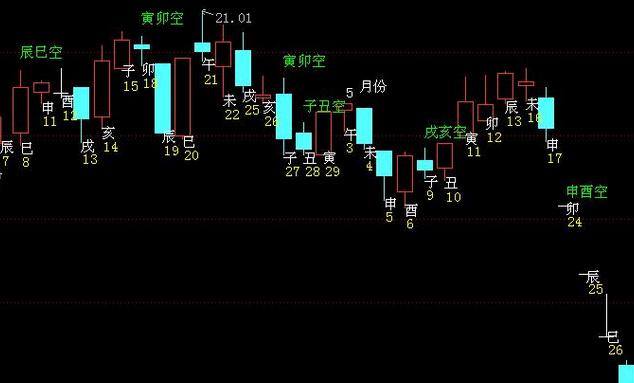 辰巳空
寅卯空
21.01
寅卯空
子丑空
5 月份
戌亥空
申酉空
辰
7
巳
8
申
11
酉
12
戌
13
亥
14
子
15
卯
18
辰
19
巳
20
午
21
未
22
戌
25
亥
26
子
27
丑
28
寅
29
午
3
未
4
申
5
酉
6
子
9
丑
10
寅
11
卯
12
辰
13
未
16
申
17
卯
24
辰
25
巳
26